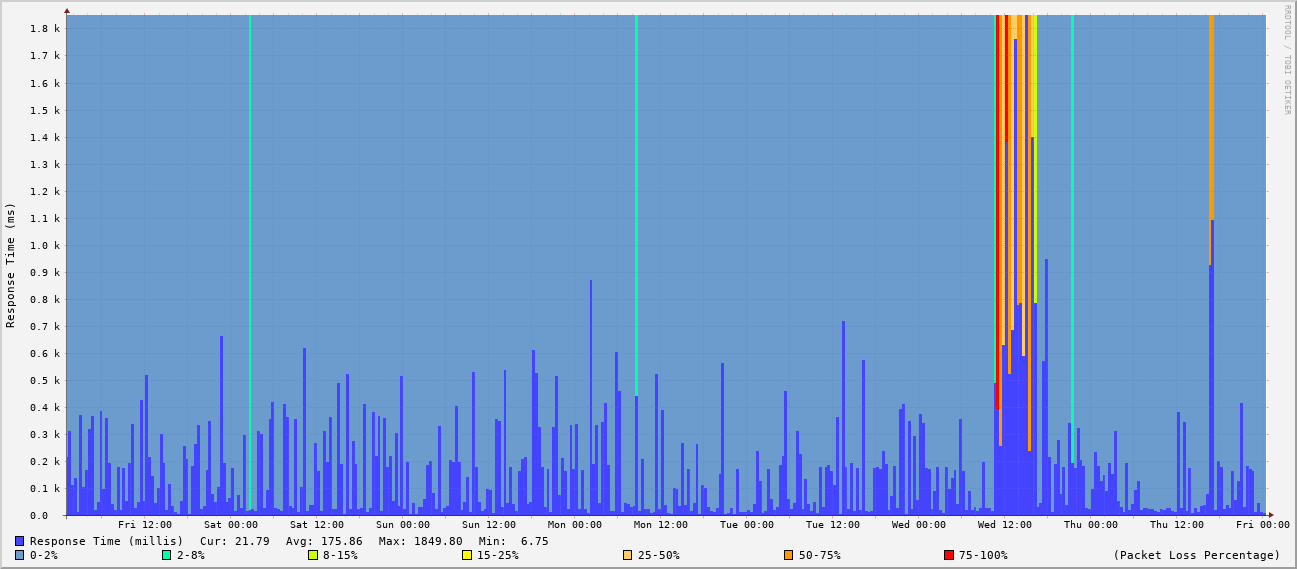 RRDTOOL / TOBI OETIKER
Response Time (ms)
1.8 k
1.7 k
1.6 k
1.5 k
1.4 k
1.3 k
1.2 k
1.1 k
1.0 k
0.9 k
0.8 k
0.7 k
0.6 k
0.5 k
0.4 k
0.3 k
0.2 k
0.1 k
0.0
Fri 12:00 Sat 00:00 Sat 12:00 Sun 00:00 Sun 12:00 Mon 00:00 Mon 12:00 Tue 00:00 Tue 12:00 Wed 00:00 Wed 12:00 Thu 00:00 Thu 12:00 Fri 00:00
Response Time (millis) Cur: 21.79 Avg: 175.86 Max: 1849.80 Min: 6.75
0-2% 2-8% 8-15% 15-25% 25-50% 50-75% 75-100% (Packet Loss Percentage)